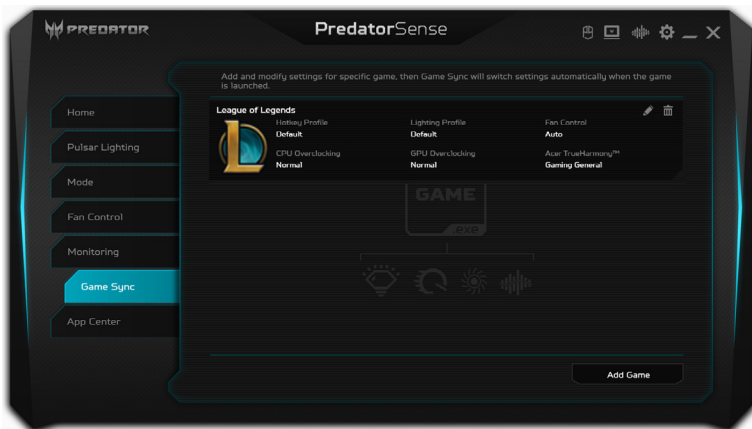 PREDATOR
PredatorSense
Add and modify settings for specific game, then Game Sync will switch settings automatically when the game
is launched.
Home
Pulsar Lighting
Mode
Fan Control
Monitoring
Game Sync
App Center
League of Legends
Hotkey Profile Lighting Profile Fan Control
Default Default Auto
CPU Overclocking GPU Overclocking Acer TrueHarmony™
Normal Normal Gaming General
GAME
.exe
Add Game